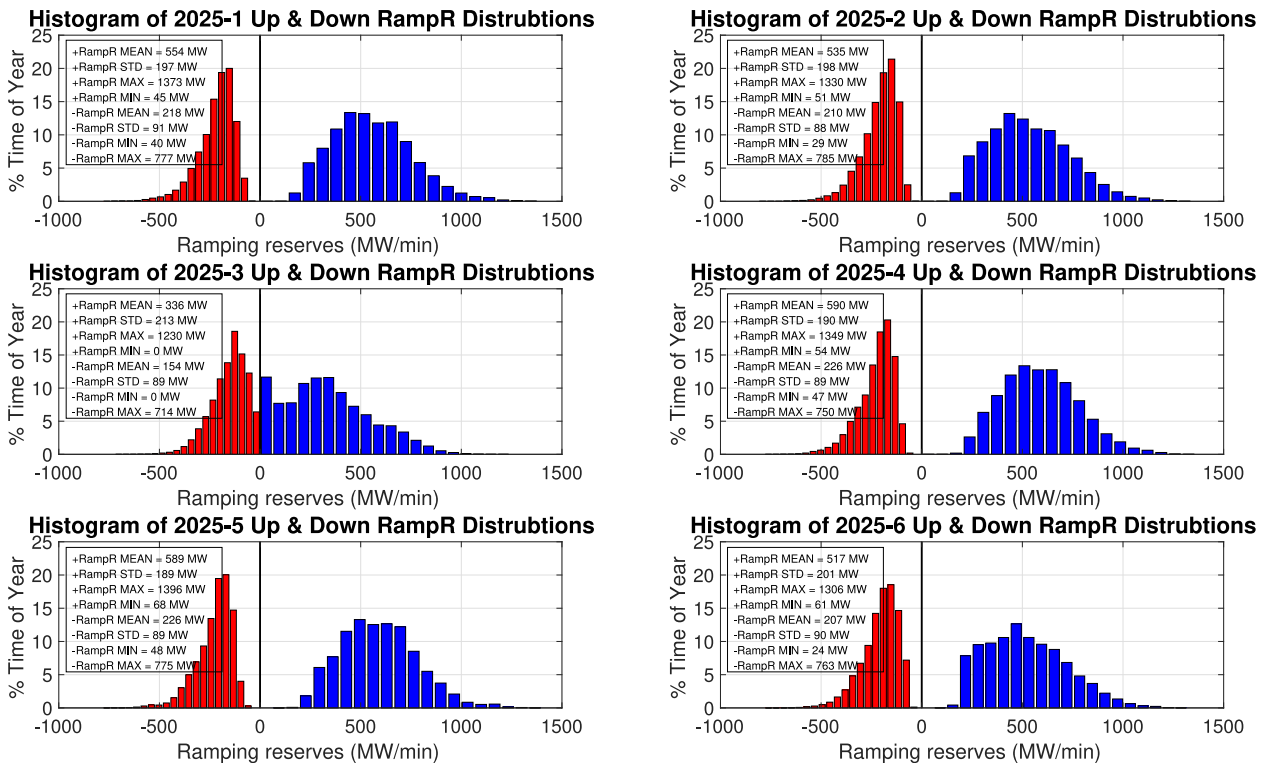 Histogram of 2025-1 Up & Down RampR Distrubtions
% Time of Year
25
20
15
10
5
0
+RampR MEAN = 554 MW
+RampR STD = 197 MW
+RampR MAX = 1373 MW
+RampR MIN = 45 MW
-RampR MEAN = 218 MW
-RampR STD = 91 MW
-RampR MIN = 40 MW
-RampR MAX = 777 MW
-1000 -500 0 500 1000 1500
Ramping reserves (MW/min)
Histogram of 2025-2 Up & Down RampR Distrubtions
% Time of Year
25
20
15
10
5
0
+RampR MEAN = 535 MW
+RampR STD = 198 MW
+RampR MAX = 1330 MW
+RampR MIN = 51 MW
-RampR MEAN = 210 MW
-RampR STD = 88 MW
-RampR MIN = 29 MW
-RampR MAX = 785 MW
-1000 -500 0 500 1000 1500
Ramping reserves (MW/min)
Histogram of 2025-3 Up & Down RampR Distrubtions
% Time of Year
25
20
15
10
5
0
+RampR MEAN = 336 MW
+RampR STD = 213 MW
+RampR MAX = 1230 MW
+RampR MIN = 0 MW
-RampR MEAN = 154 MW
-RampR STD = 89 MW
-RampR MIN = 0 MW
-RampR MAX = 714 MW
-1000 -500 0 500 1000 1500
Ramping reserves (MW/min)
Histogram of 2025-4 Up & Down RampR Distrubtions
% Time of Year
25
20
15
10
5
0
+RampR MEAN = 590 MW
+RampR STD = 190 MW
+RampR MAX = 1349 MW
+RampR MIN = 54 MW
-RampR MEAN = 226 MW
-RampR STD = 89 MW
-RampR MIN = 47 MW
-RampR MAX = 750 MW
-1000 -500 0 500 1000 1500
Ramping reserves (MW/min)
Histogram of 2025-5 Up & Down RampR Distrubtions
% Time of Year
25
20
15
10
5
0
+RampR MEAN = 589 MW
+RampR STD = 189 MW
+RampR MAX = 1396 MW
+RampR MIN = 68 MW
-RampR MEAN = 226 MW
-RampR STD = 89 MW
-RampR MIN = 48 MW
-RampR MAX = 775 MW
-1000 -500 0 500 1000 1500
Ramping reserves (MW/min)
Histogram of 2025-6 Up & Down RampR Distrubtions
% Time of Year
25
20
15
10
5
0
+RampR MEAN = 517 MW
+RampR STD = 201 MW
+RampR MAX = 1306 MW
+RampR MIN = 61 MW
-RampR MEAN = 207 MW
-RampR STD = 90 MW
-RampR MIN = 24 MW
-RampR MAX = 763 MW
-1000 -500 0 500 1000 1500
Ramping reserves (MW/min)